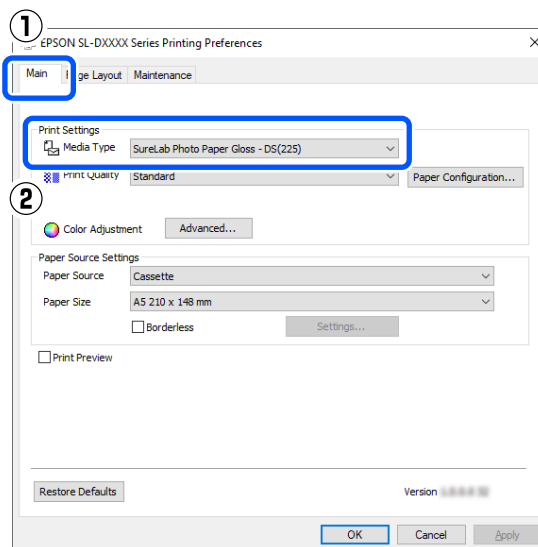 ①
EPSON SL-DXXXX Series Printing Preferences
Main Page Layout Maintenance
Print Settings
Media Type SureLab Photo Paper Gloss - DS(225)
Print Quality Standard Paper Configuration...
②
Color Adjustment Advanced...
Paper Source Settings
Paper Source Cassette
Paper Size A5 210 x 148 mm
Borderless Settings...
Print Preview
Restore Defaults Version
OK Cancel Apply